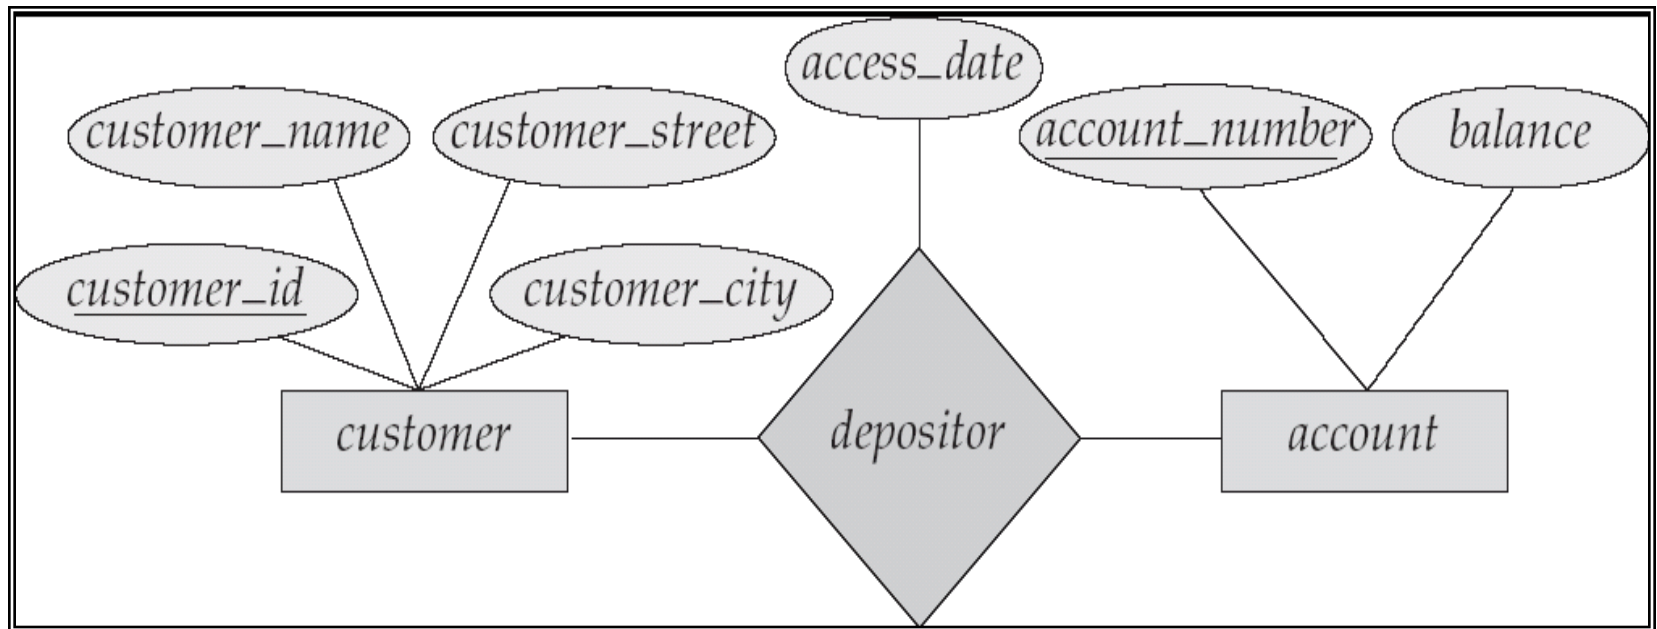 access_date
customer_name
customer_street
account_number
balance
customer_id
customer_city
customer
depositor
account